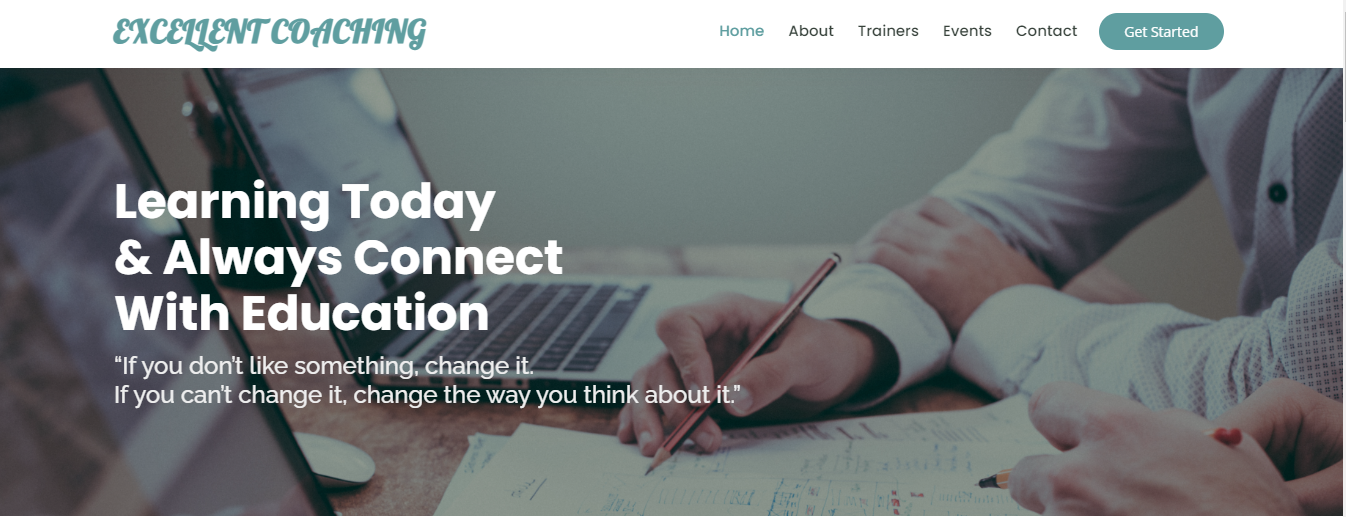 EXCELLENT COACHING
Home About Trainers Events Contact Get Started
Learning Today
& Always Connect
With Education
“If you don’t like something, change it.
If you can’t change it, change the way you think about it.”